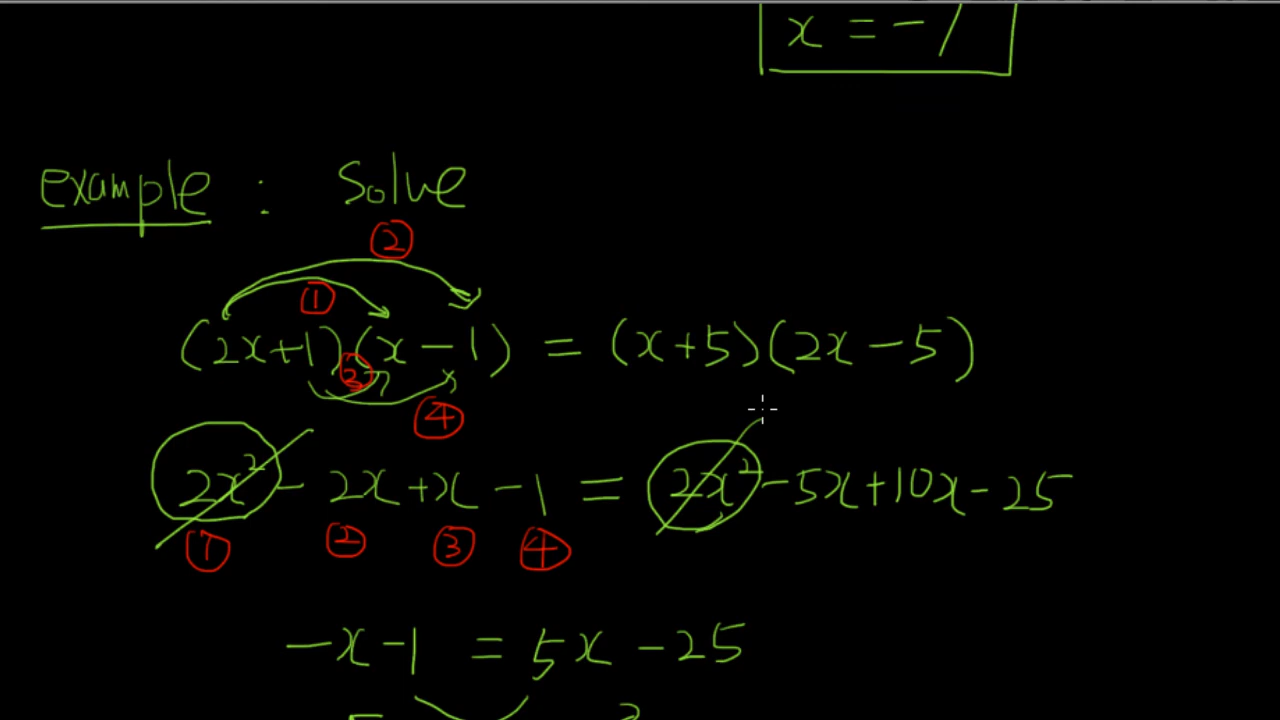 x = -7
example : Solve
②
①
(2x+1)(x-1) = (x+5)(2x-5)
③
④
2x² - 2x + x - 1 = 2x² - 5x + 10x - 25
① ② ③ ④
-x - 1 = 5x - 25